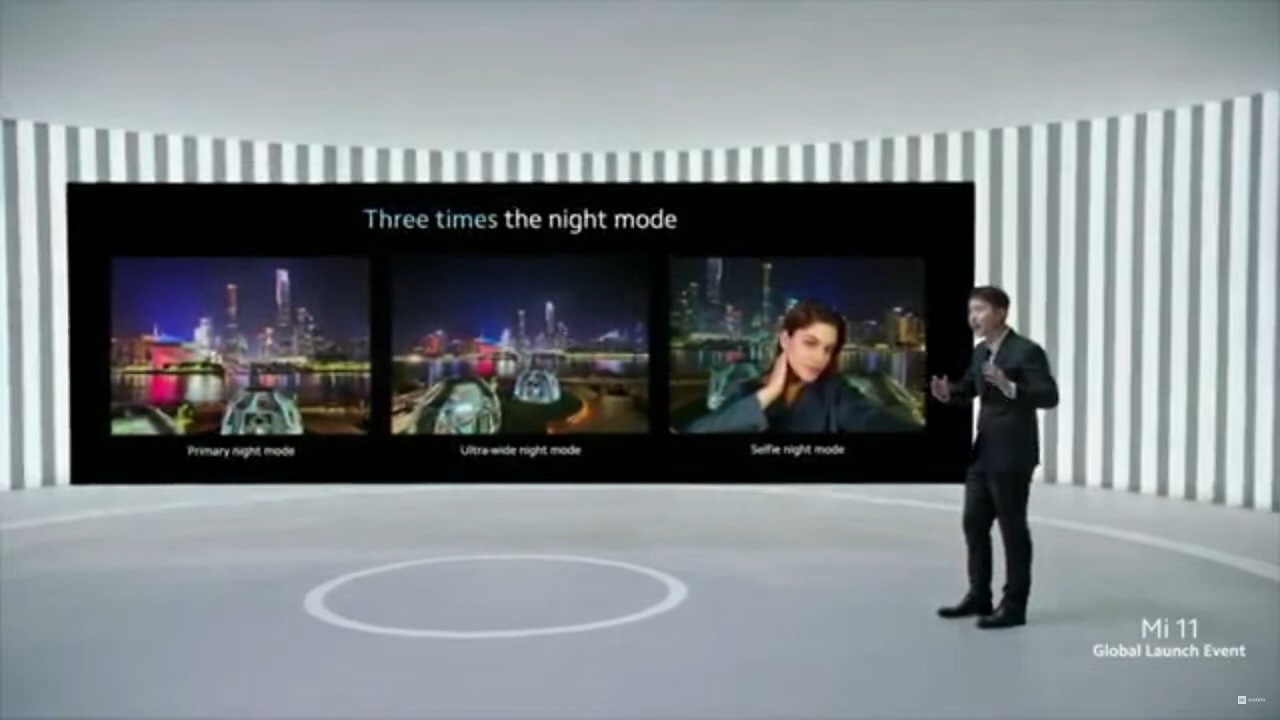 Three times the night mode
Primary night mode
Ultra-wide night mode
Selfie night mode
Mi 11
Global Launch Event
xiaomi